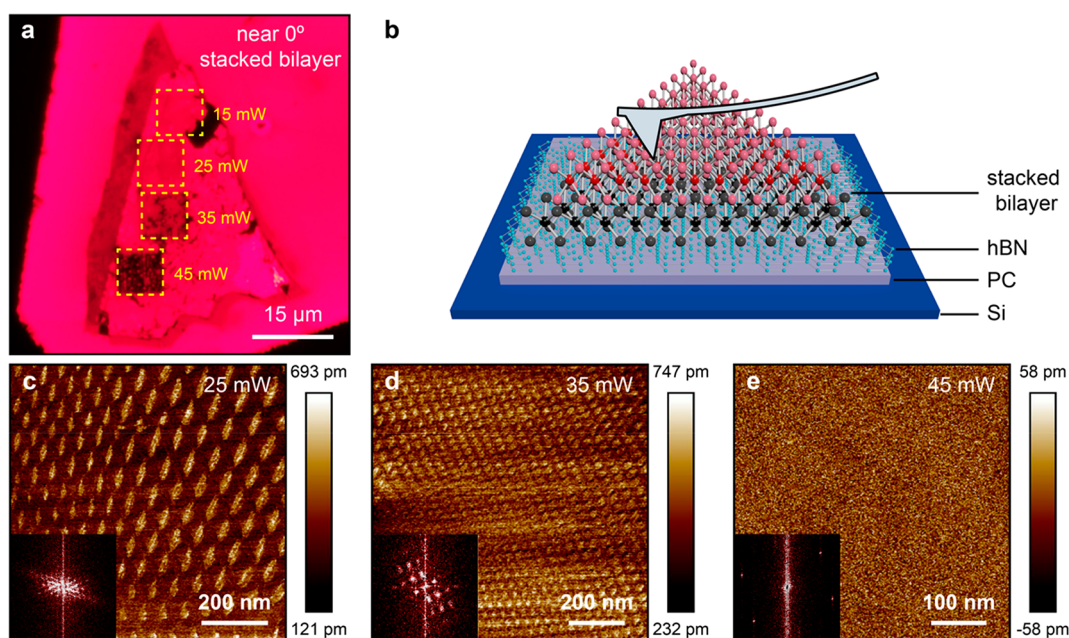 a
near 0º
stacked bilayer
15 mW
25 mW
35 mW
45 mW
15 µm
b
stacked
bilayer
hBN
PC
Si
c
25 mW
200 nm
693 pm
121 pm
d
35 mW
200 nm
747 pm
232 pm
e
45 mW
100 nm
58 pm
-58 pm